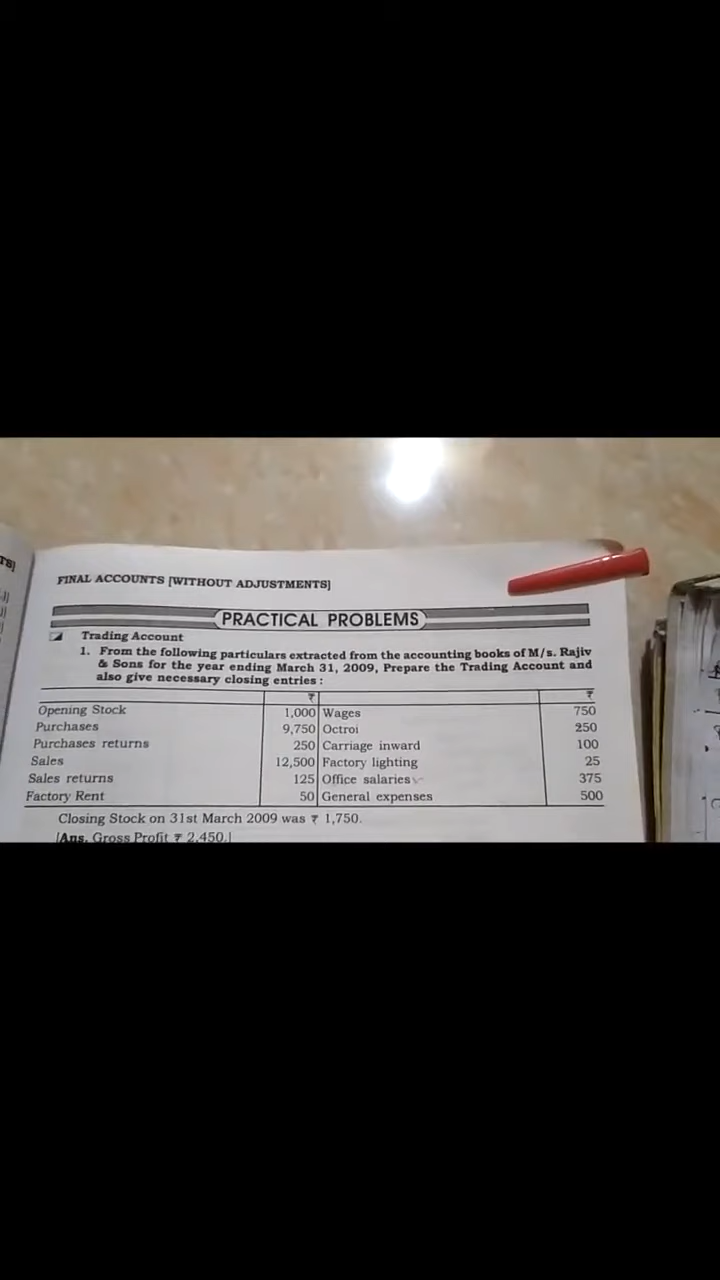 TS]
FINAL ACCOUNTS [WITHOUT ADJUSTMENTS]
PRACTICAL PROBLEMS
Trading Account
1. From the following particulars extracted from the accounting books of M/s. Rajiv
& Sons for the year ending March 31, 2009, Prepare the Trading Account and
also give necessary closing entries :
₹ ₹
Opening Stock 1,000 Wages 750
Purchases 9,750 Octroi 250
Purchases returns 250 Carriage inward 100
Sales 12,500 Factory lighting 25
Sales returns 125 Office salaries 375
Factory Rent 50 General expenses 500
Closing Stock on 31st March 2009 was ₹ 1,750.
[Ans. Gross Profit ₹ 2,450.]